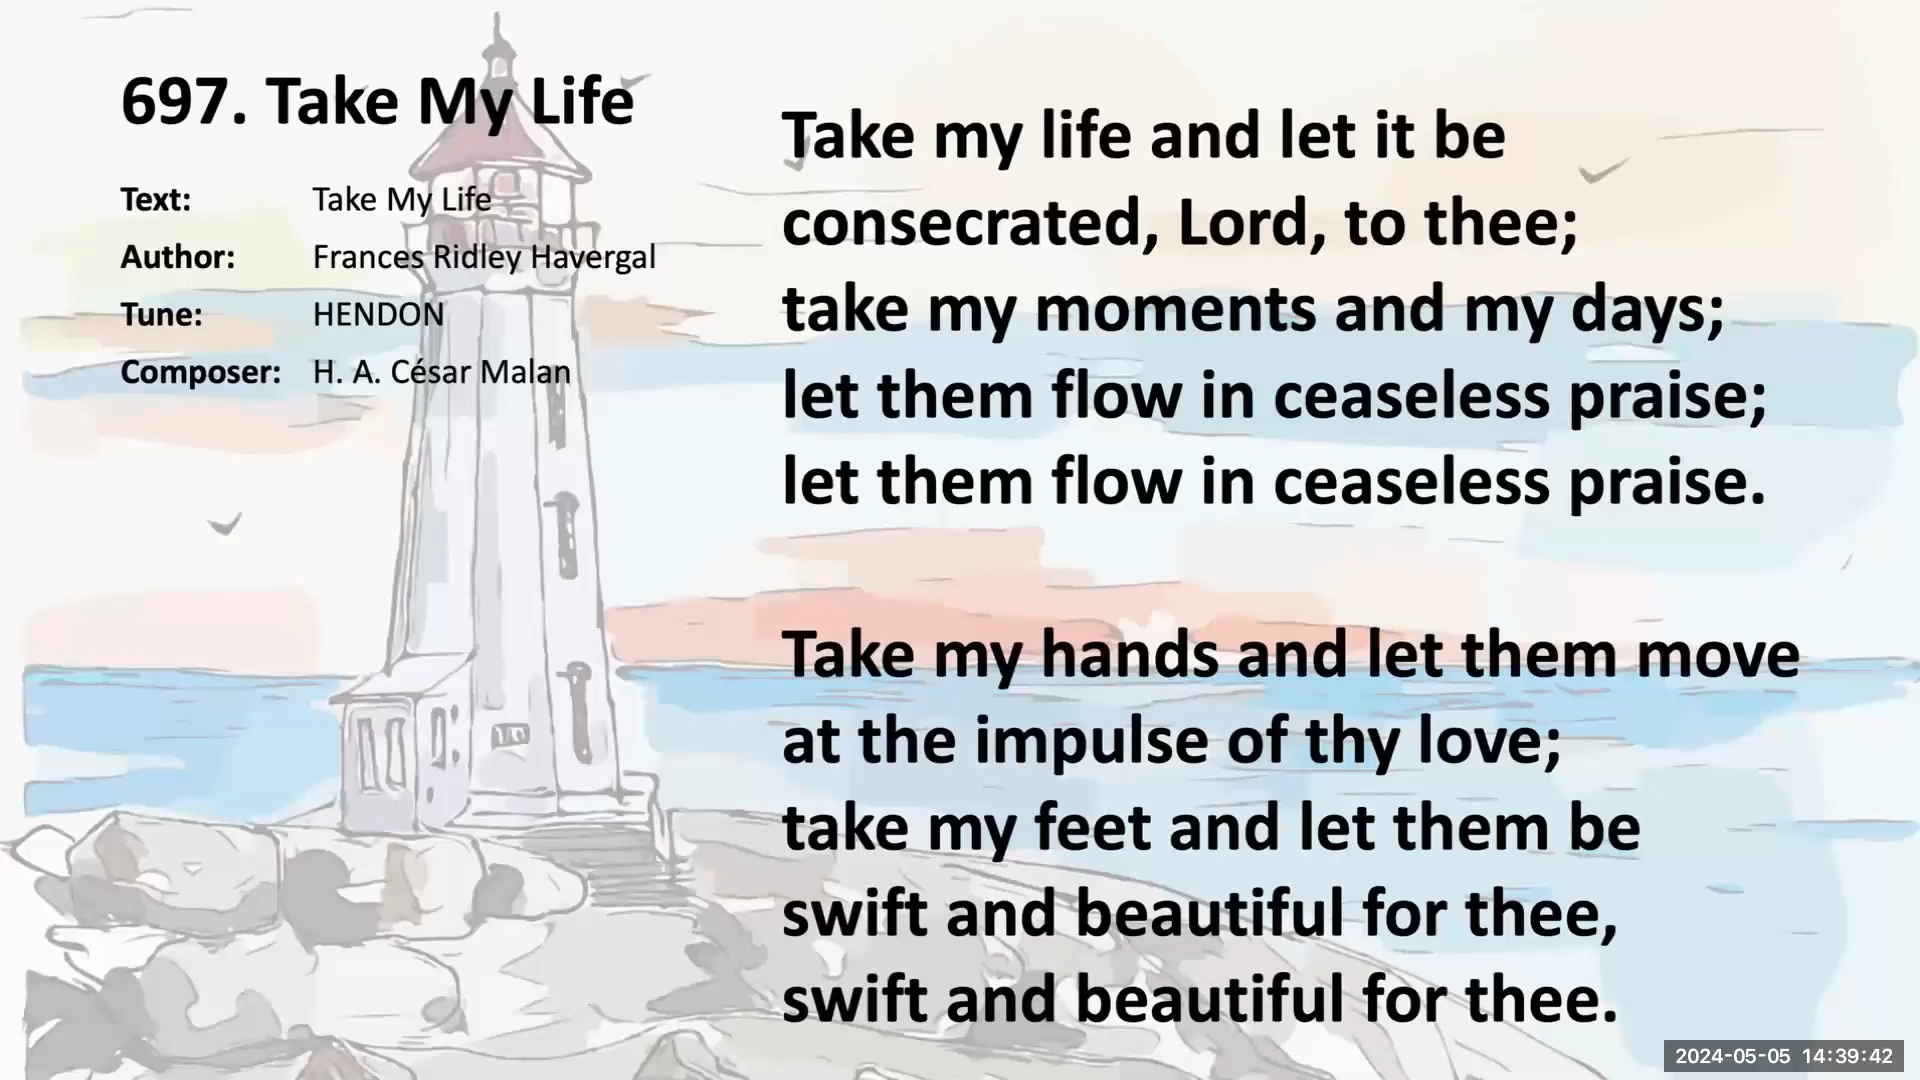 697. Take My Life
Text: Take My Life
Author: Frances Ridley Havergal
Tune: HENDON
Composer: H. A. César Malan
Take my life and let it be
consecrated, Lord, to thee;
take my moments and my days;
let them flow in ceaseless praise;
let them flow in ceaseless praise.
Take my hands and let them move
at the impulse of thy love;
take my feet and let them be
swift and beautiful for thee,
swift and beautiful for thee.
2024-05-05 14:39:42